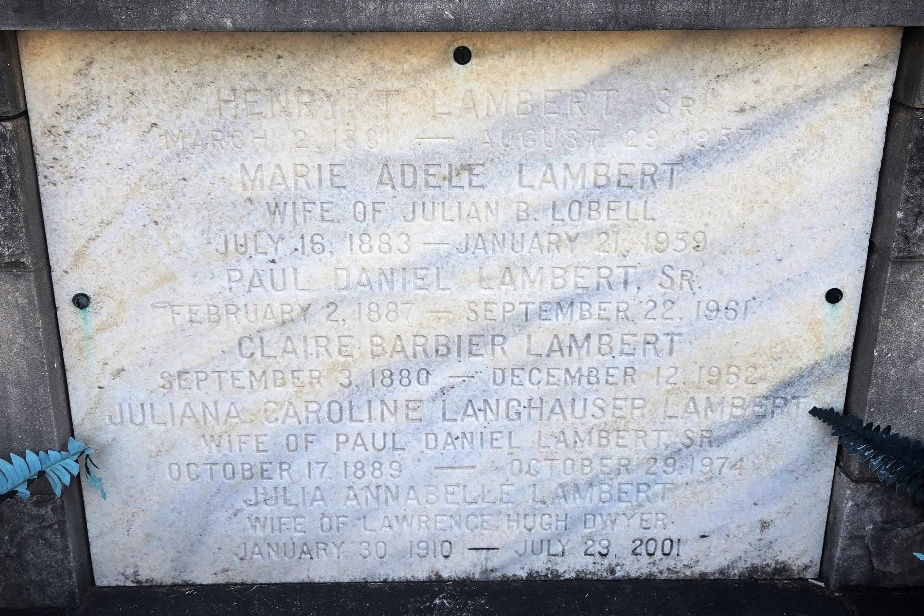 HENRY T. LAMBERT SR.
MARCH 2, 1881 — AUGUST 29, 1957
MARIE ADELE LAMBERT
WIFE OF JULIAN B. LOBELL
JULY 16, 1883 — JANUARY 21, 1959
PAUL DANIEL LAMBERT, SR.
FEBRUARY 2, 1887 — SEPTEMBER 22, 1961
CLAIRE BARBIER LAMBERT
SEPTEMBER 3, 1880 — DECEMBER 12, 1962
JULIANA CAROLINE LANGHAUSER LAMBERT
WIFE OF PAUL DANIEL LAMBERT SR.
OCTOBER 17, 1889 — OCTOBER 29, 1974
JULIA ANNABELLE LAMBERT
WIFE OF LAWRENCE HUGH DWYER
JANUARY 30, 1910 — JULY 23, 2001